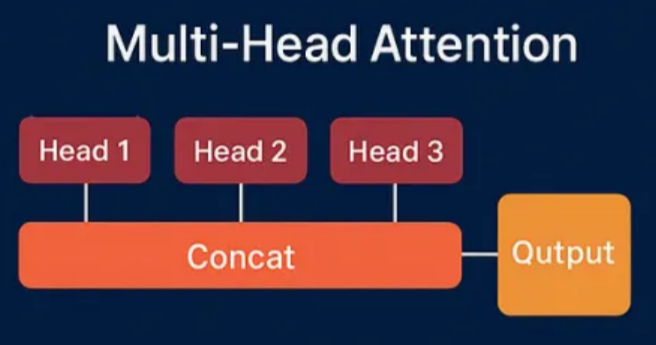 Multi-Head Attention
Head 1
Head 2
Head 3
Concat
Qutput